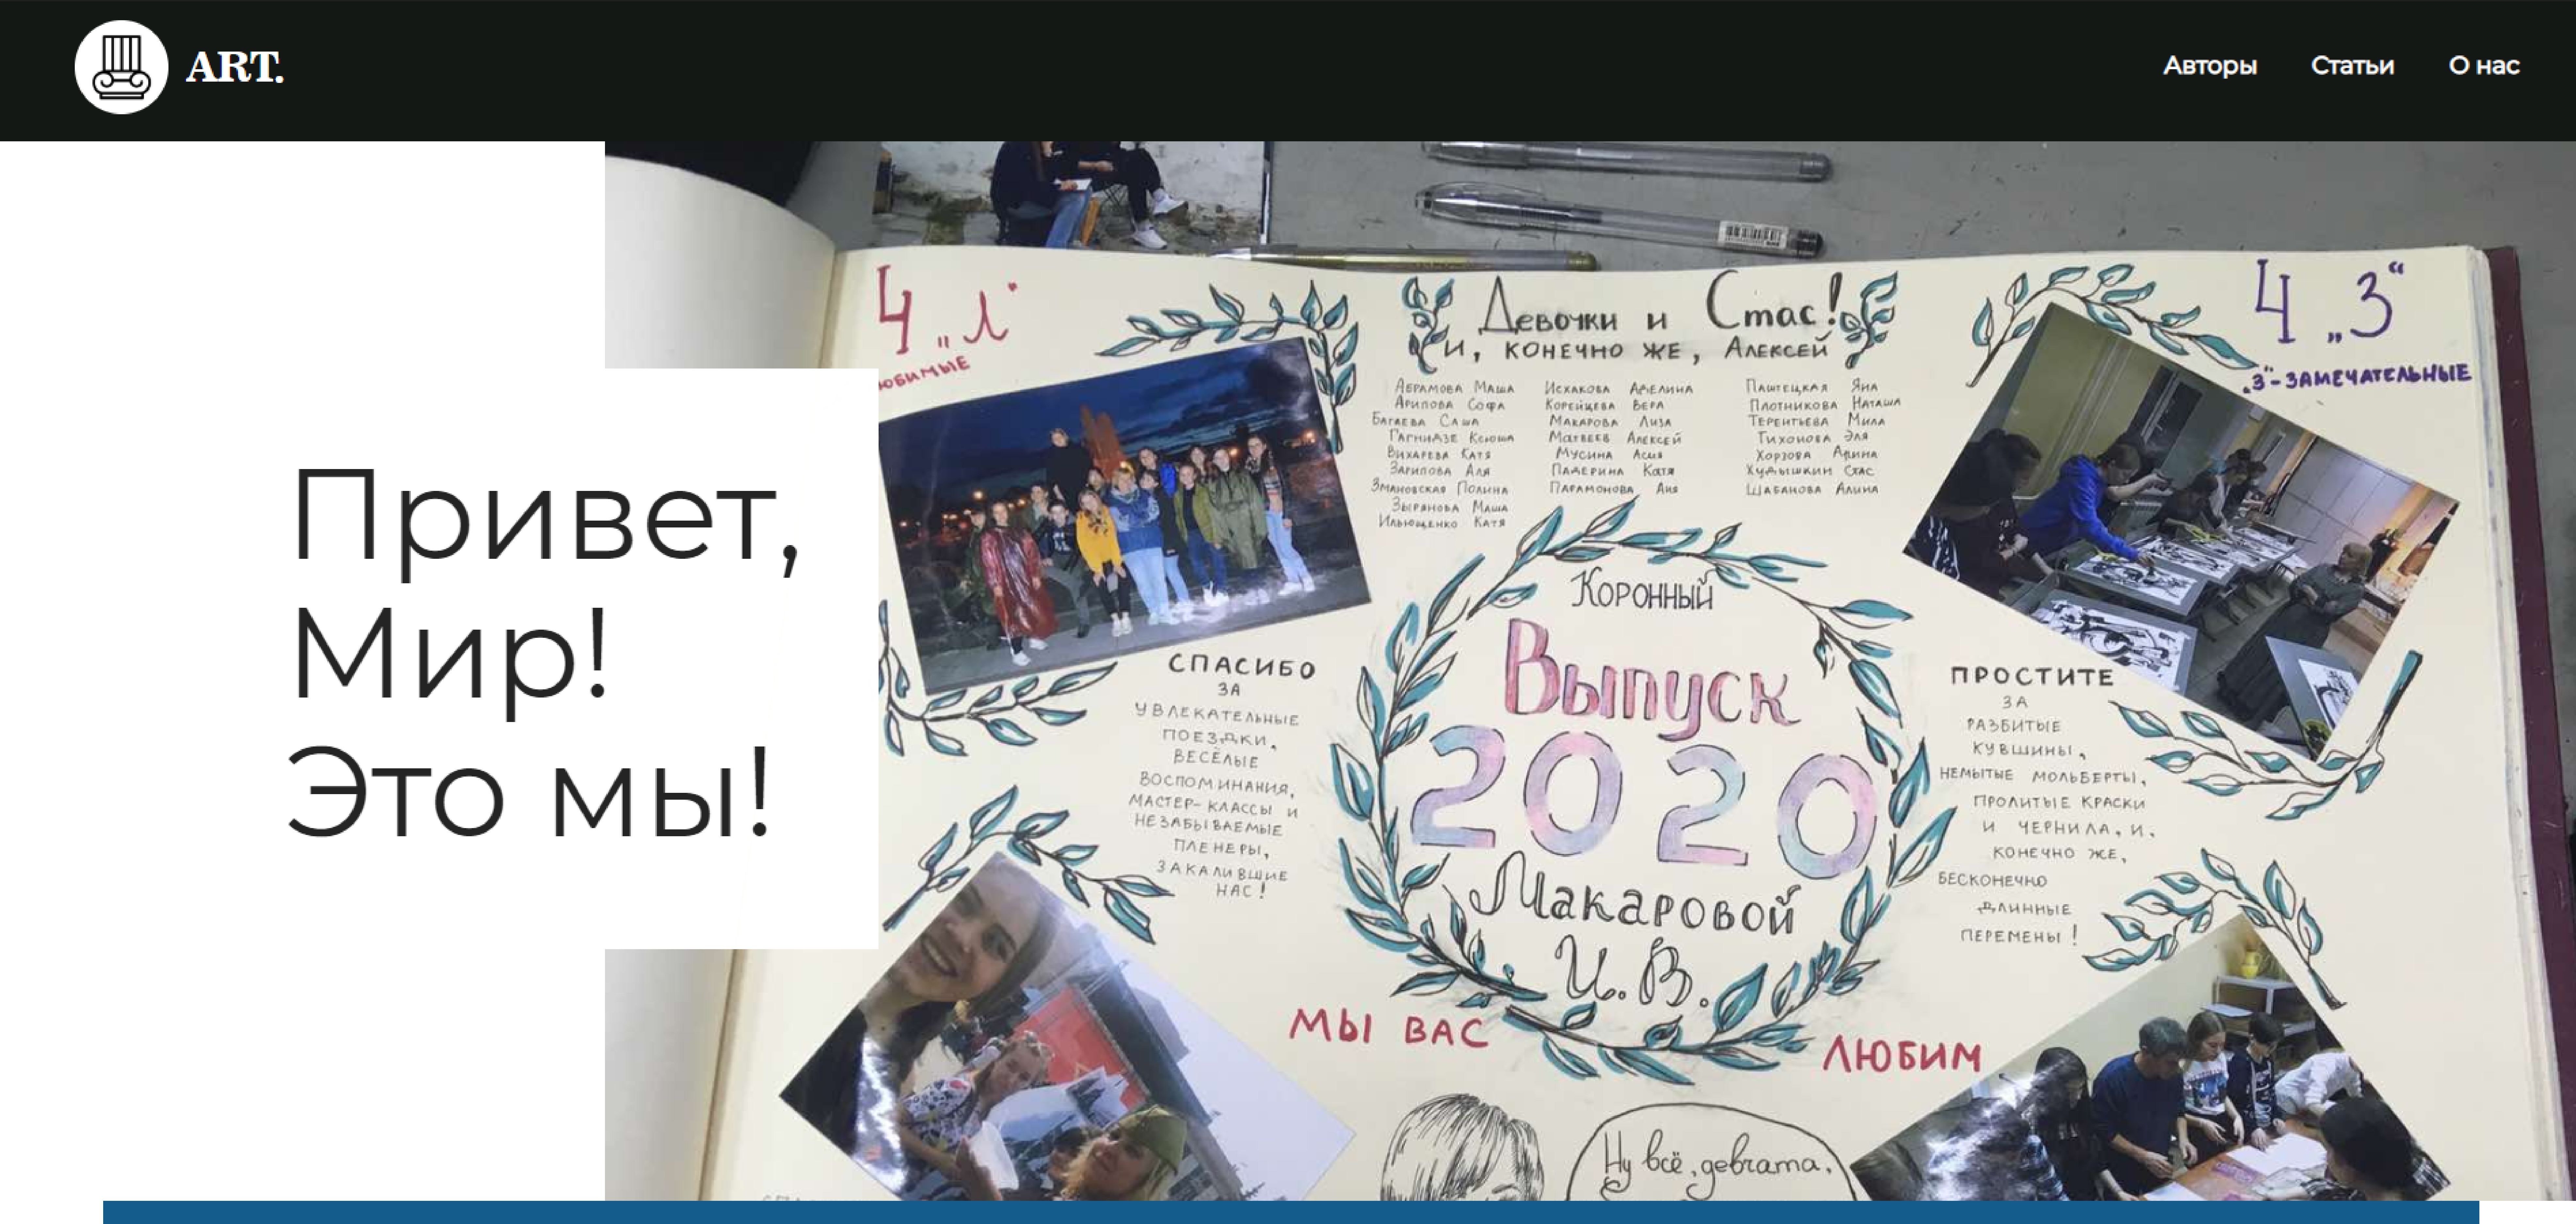 ART.
Авторы
Статьи
О нас
Привет,
Мир!
Это мы!
4 „Л“
юбимые
Девочки и Стас!
и, конечно же, Алексей
Абрамова Маша
Арипова Софа
Багаева Саша
Гагнидзе Ксюша
Вихарева Катя
Зарипова Аля
Змановская Полина
Зырянова Маша
Ильющенко Катя
Исхакова Аделина
Корейцева Вера
Макарова Лиза
Матвеев Алексей
Мусина Асия
Падерина Катя
Парамонова Аня
Паштецкая Яна
Плотникова Наташа
Терентьева Мила
Тихонова Эля
Хорзова Арина
Худышкин Стас
Шабанова Алина
4 „З“
„З“-ЗАМЕЧАТЕЛЬНЫЕ
СПАСИБО
ЗА
УВЛЕКАТЕЛЬНЫЕ
ПОЕЗДКИ,
ВЕСЁЛЫЕ
ВОСПОМИНАНИЯ,
МАСТЕР-КЛАССЫ И
НЕЗАБЫВАЕМЫЕ
ПЛЕНЕРЫ,
ЗАКАЛИВШИЕ
НАС!
Коронный
Выпуск
2020
Макаровой
И.В.
ПРОСТИТЕ
ЗА
РАЗБИТЫЕ
КУВШИНЫ,
НЕМЫТЫЕ МОЛЬБЕРТЫ,
ПРОЛИТЫЕ КРАСКИ
И ЧЕРНИЛА, И,
КОНЕЧНО ЖЕ,
БЕСКОНЕЧНО
ДЛИННЫЕ
ПЕРЕМЕНЫ!
МЫ ВАС
ЛЮБИМ
Ну всё, девчата,